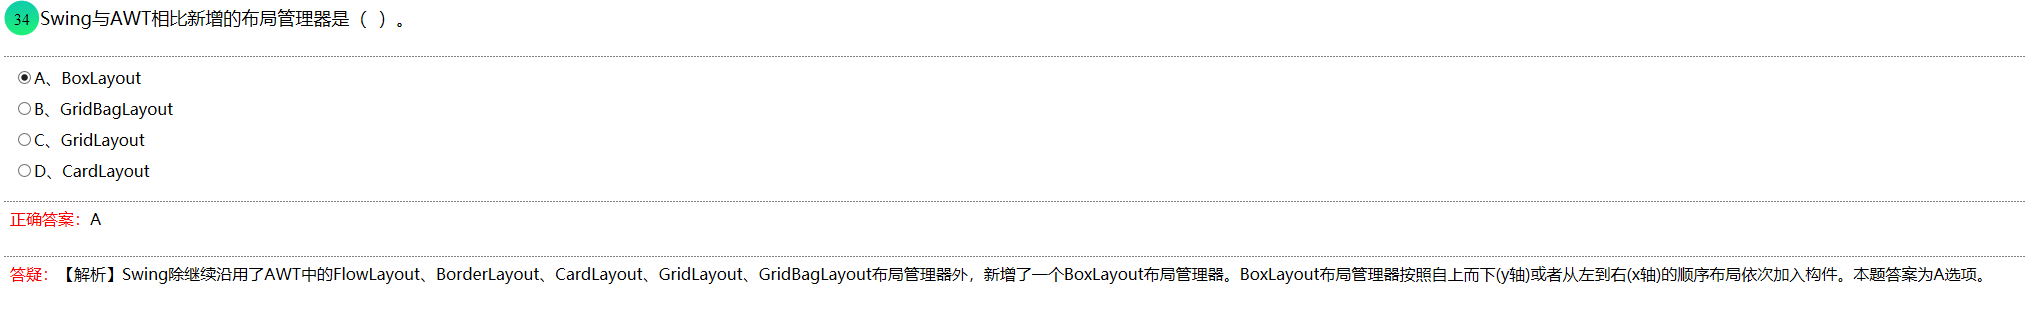 34 Swing与AWT相比新增的布局管理器是（ ）。
A、BoxLayout
B、GridBagLayout
C、GridLayout
D、CardLayout
正确答案：A
答疑：【解析】Swing除继续沿用了AWT中的FlowLayout、BorderLayout、CardLayout、GridLayout、GridBagLayout布局管理器外，新增了一个BoxLayout布局管理器。BoxLayout布局管理器按照自上而下(y轴)或者从左到右(x轴)的顺序布局依次加入构件。本题答案为A选项。